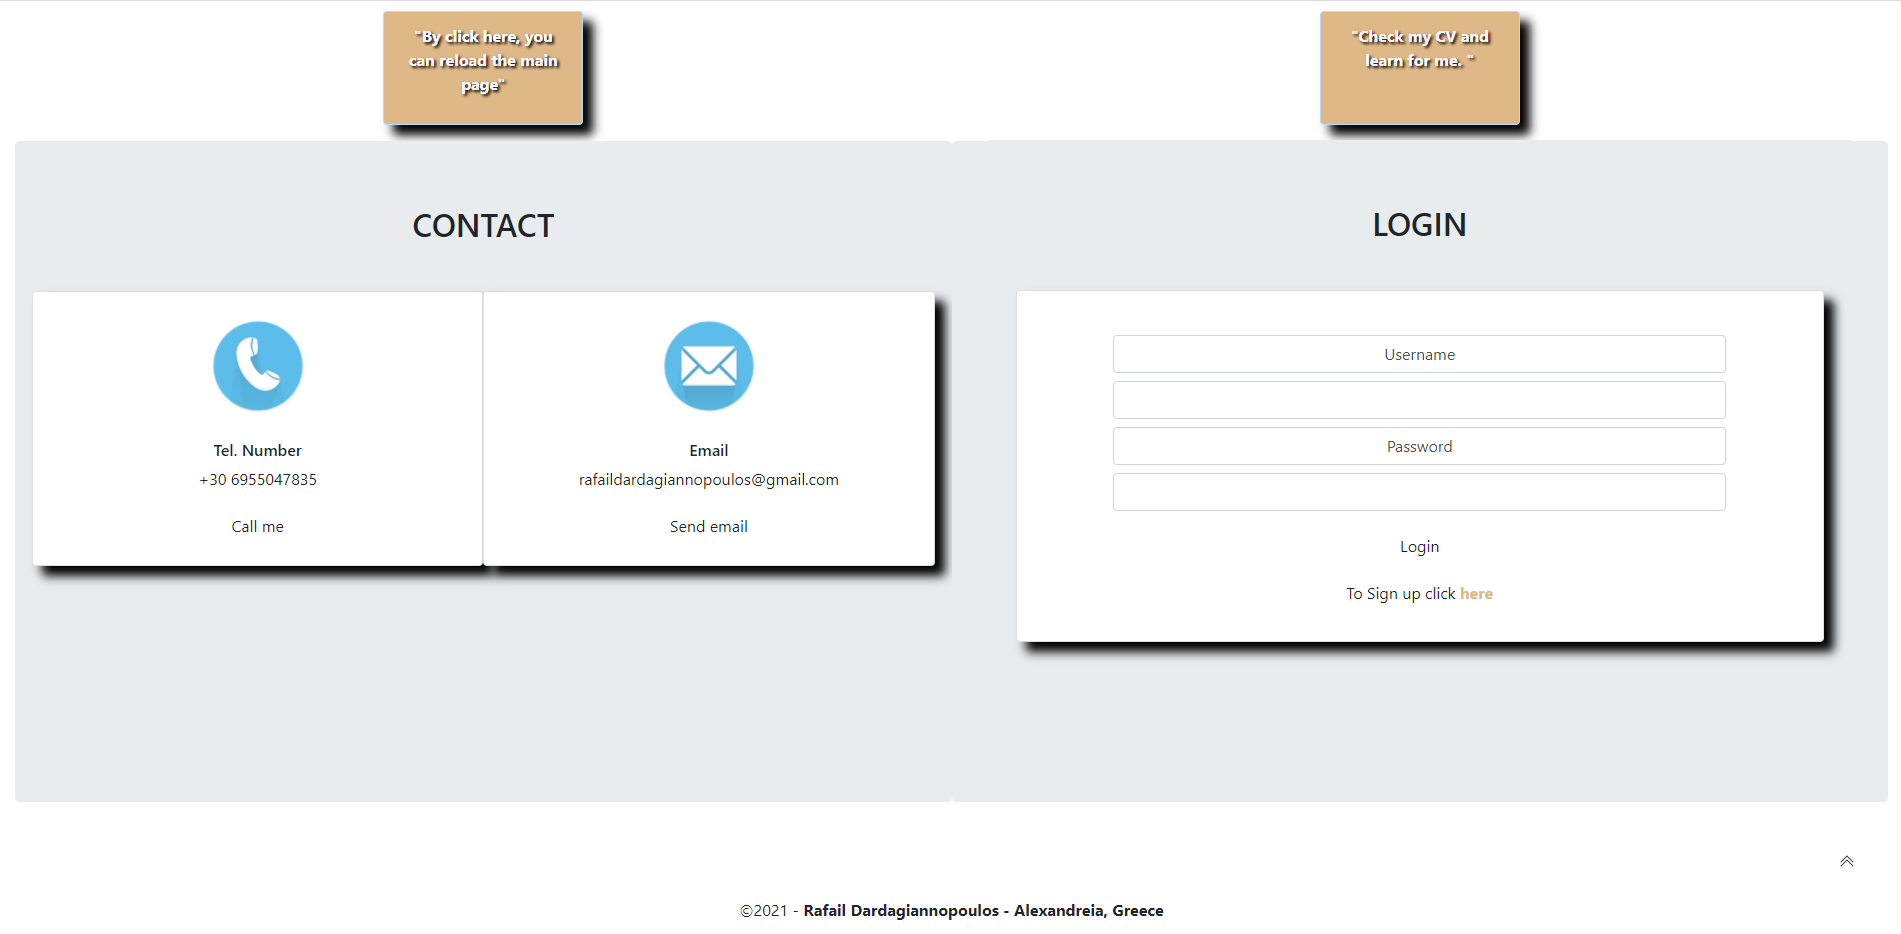 "By click here, you
can reload the main
page"
"Check my CV and
learn for me. "
CONTACT
LOGIN
Tel. Number
+30 6955047835
Call me
Email
rafaildardagiannopoulos@gmail.com
Send email
Username
Password
Login
To Sign up click here
©2021 - Rafail Dardagiannopoulos - Alexandreia, Greece